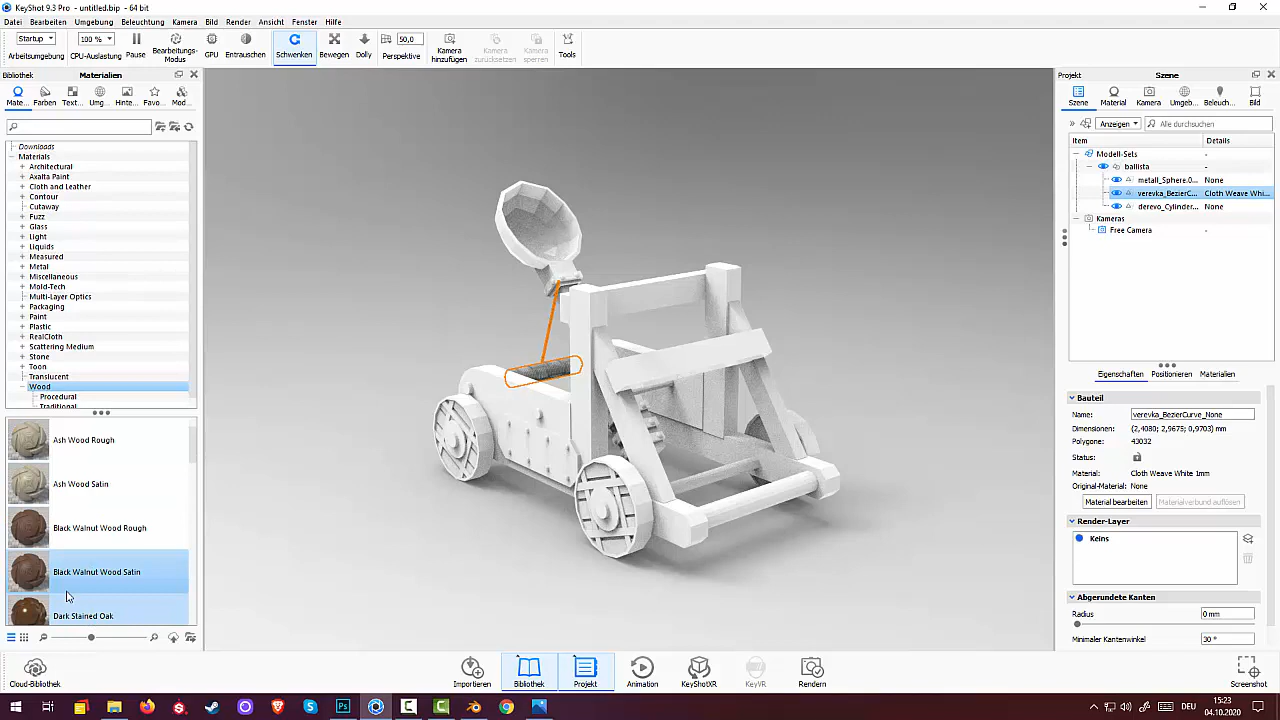 KeyShot 9.3 Pro - untitled.bip - 64 bit
Datei Bearbeiten Umgebung Beleuchtung Kamera Bild Render Ansicht Fenster Hilfe
Startup 100 % 50,0
Arbeitsumgebung CPU-Auslastung Pause Bearbeitungs-Modus GPU Entrauschen Schwenken Bewegen Dolly Perspektive Kamera hinzufügen Kamera zurücksetzen Kamera sperren Tools
Bibliothek Materialien
Mate... Farben Text... Umg... Hinte... Favo... Mod...
Downloads
Materials
Architectural
Axalta Paint
Cloth and Leather
Contour
Cutaway
Fuzz
Glass
Light
Liquids
Measured
Metal
Miscellaneous
Mold-Tech
Multi-Layer Optics
Packaging
Paint
Plastic
RealCloth
Scattering Medium
Stone
Toon
Translucent
Wood
Procedural
Traditional
Ash Wood Rough
Ash Wood Satin
Black Walnut Wood Rough
Black Walnut Wood Satin
Dark Stained Oak
Projekt Szene
Szene Material Kamera Umgeb... Beleuch... Bild
Anzeigen Alle durchsuchen
Item Details
Modell-Sets -
ballista -
metall_Sphere.0... None
verevka_BezierC... Cloth Weave Whi...
derevo_Cylinder... None
Kameras
Free Camera -
Eigenschaften Positionieren Materialien
Bauteil
Name: verevka_BezierCurve_None
Dimensionen: (2,4080; 2,9675; 0,9703) mm
Polygone: 43032
Status:
Material: Cloth Weave White 1mm
Original-Material: None
Material bearbeiten Materialverbund auflösen
Render-Layer
Keins
Abgerundete Kanten
Radius 0 mm
Minimaler Kantenwinkel 30 °
Cloud-Bibliothek Importieren Bibliothek Projekt Animation KeyShotXR KeyVR Rendern Screenshot
DEU
15:23
04.10.2020